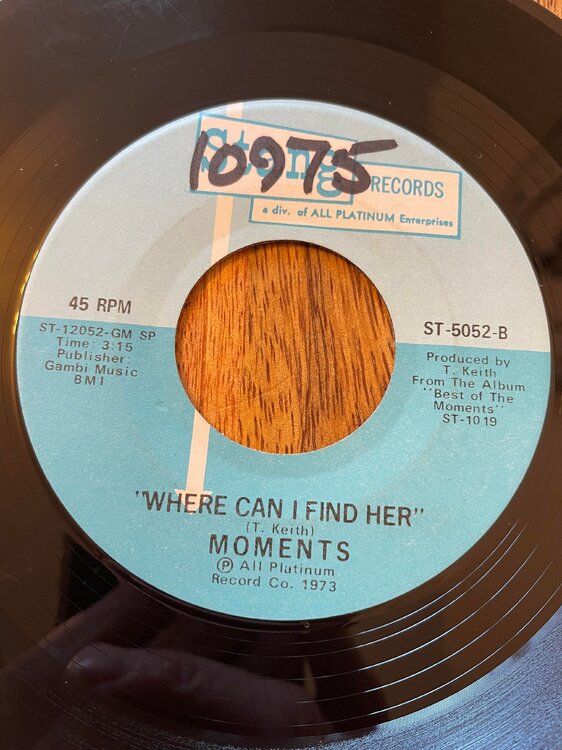 10975
Stang RECORDS
a div. of ALL PLATINUM Enterprises
45 RPM
ST-12052-GM SP
Time: 3:15
Publisher:
Gambi Music
BMI
ST-5052-B
Produced by
T. Keith
From The Album
"Best of The
Moments"
ST-1019
"WHERE CAN I FIND HER"
(T. Keith)
MOMENTS
Ⓟ All Platinum
Record Co. 1973